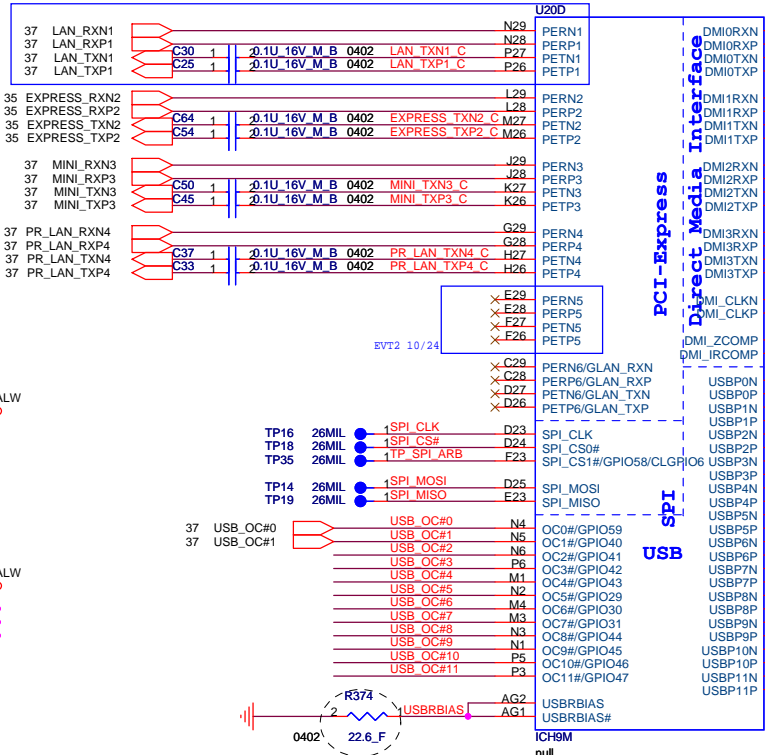 U20D
37 LAN_RXN1 N29 PERN1 DMI0RXN
37 LAN_RXP1 N28 PERP1 DMI0RXP
37 LAN_TXN1 C30 1 2 0.1U_16V_M_B 0402 LAN_TXN1_C P27 PETN1 DMI0TXN
37 LAN_TXP1 C25 1 2 0.1U_16V_M_B 0402 LAN_TXP1_C P26 PETP1 DMI0TXP
35 EXPRESS_RXN2 L29 PERN2 DMI1RXN
35 EXPRESS_RXP2 L28 PERP2 DMI1RXP
35 EXPRESS_TXN2 C64 1 2 0.1U_16V_M_B 0402 EXPRESS_TXN2_C M27 PETN2 DMI1TXN
35 EXPRESS_TXP2 C54 1 2 0.1U_16V_M_B 0402 EXPRESS_TXP2_C M26 PETP2 DMI1TXP
37 MINI_RXN3 J29 PERN3 DMI2RXN
37 MINI_RXP3 J28 PERP3 DMI2RXP
37 MINI_TXN3 C50 1 2 0.1U_16V_M_B 0402 MINI_TXN3_C K27 PETN3 DMI2TXN
37 MINI_TXP3 C45 1 2 0.1U_16V_M_B 0402 MINI_TXP3_C K26 PETP3 DMI2TXP
37 PR_LAN_RXN4 G29 PERN4 DMI3RXN
37 PR_LAN_RXP4 G28 PERP4 DMI3RXP
37 PR_LAN_TXN4 C37 1 2 0.1U_16V_M_B 0402 PR_LAN_TXN4_C H27 PETN4 DMI3TXN
37 PR_LAN_TXP4 C33 1 2 0.1U_16V_M_B 0402 PR_LAN_TXP4_C H26 PETP4 DMI3TXP
E29 PERN5 DMI_CLKN
E28 PERP5 DMI_CLKP
F27 PETN5
F26 PETP5 DMI_ZCOMP
EVT2 10/24
DMI_IRCOMP
C29 PERN6/GLAN_RXN
C28 PERP6/GLAN_RXP USBP0N
D27 PETN6/GLAN_TXN USBP0P
D26 PETP6/GLAN_TXP USBP1N
USBP1P
TP16 26MIL 1 SPI_CLK D23 SPI_CLK USBP2N
TP18 26MIL 1 SPI_CS# D24 SPI_CS0# USBP2P
TP35 26MIL 1 TP_SPI_ARB F23 SPI_CS1#/GPIO58/CLGPIO6 USBP3N
USBP3P
TP14 26MIL 1 SPI_MOSI D25 SPI_MOSI USBP4N
TP19 26MIL 1 SPI_MISO E23 SPI_MISO USBP4P
USBP5N
37 USB_OC#0 USB_OC#0 N4 OC0#/GPIO59 USBP5P
37 USB_OC#1 USB_OC#1 N5 OC1#/GPIO40 USBP6N
USB_OC#2 N6 OC2#/GPIO41 USBP6P
USB_OC#3 P6 OC3#/GPIO42 USBP7N
USB_OC#4 M1 OC4#/GPIO43 USBP7P
USB_OC#5 N2 OC5#/GPIO29 USBP8N
USB_OC#6 M4 OC6#/GPIO30 USBP8P
USB_OC#7 M3 OC7#/GPIO31 USBP9N
USB_OC#8 N3 OC8#/GPIO44 USBP9P
USB_OC#9 N1 OC9#/GPIO45 USBP10N
USB_OC#10 P5 OC10#/GPIO46 USBP10P
USB_OC#11 P3 OC11#/GPIO47 USBP11N
USBP11P
R374
AG2 USBRBIAS
2 1 USBRBIAS AG1 USBRBIAS#
0402 22.6_F
ICH9M
null
PCI-Express
Direct Media Interface
SPI
USB
ALW
ALW